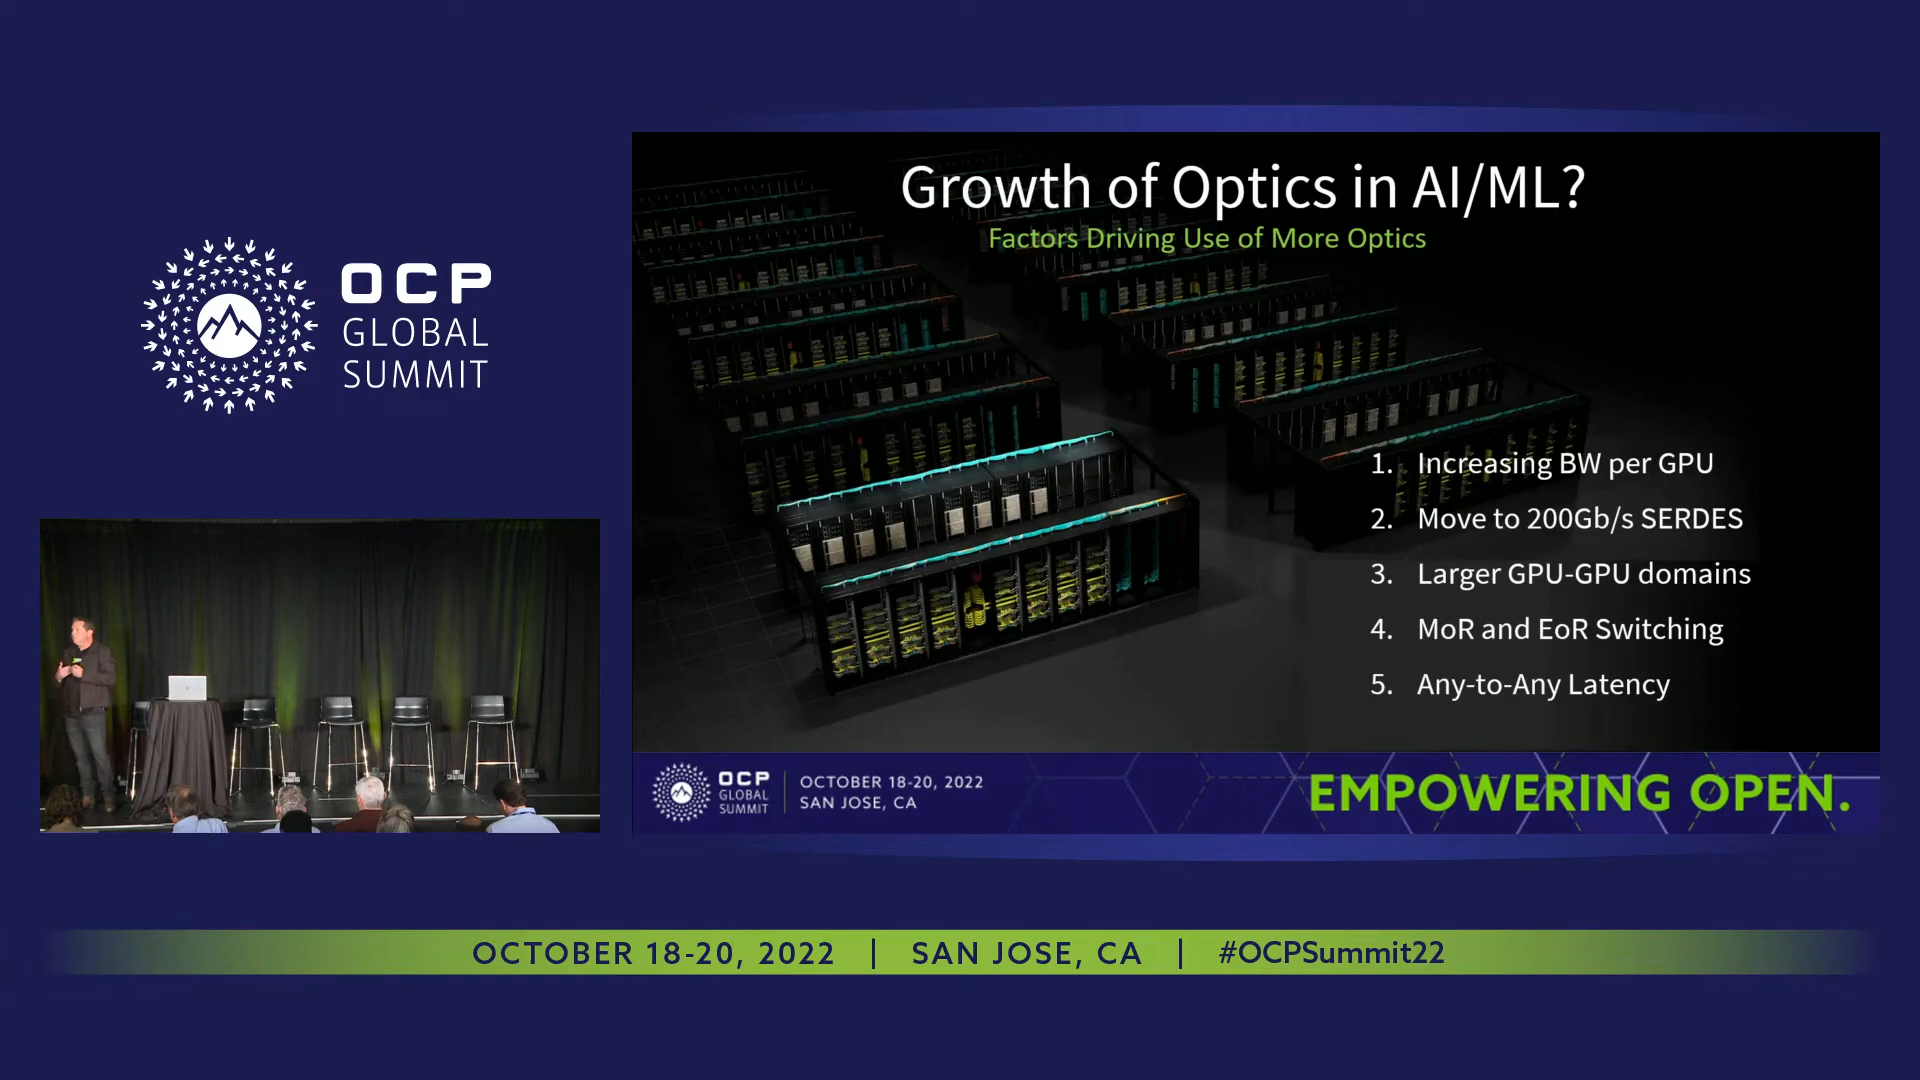 OCP
GLOBAL
SUMMIT
Growth of Optics in AI/ML?
Factors Driving Use of More Optics
1. Increasing BW per GPU
2. Move to 200Gb/s SERDES
3. Larger GPU-GPU domains
4. MoR and EoR Switching
5. Any-to-Any Latency
OCP
GLOBAL
SUMMIT
OCTOBER 18-20, 2022
SAN JOSE, CA
EMPOWERING OPEN.
OCTOBER 18-20, 2022 | SAN JOSE, CA | #OCPSummit22